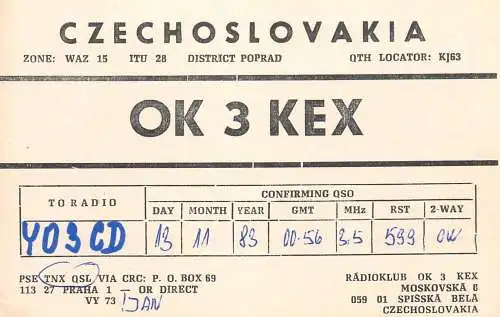 CZECHOSLOVAKIA
ZONE: WAZ 15 ITU 28 DISTRICT POPRAD QTH LOCATOR: KJ63
OK 3 KEX
TO RADIO DAY MONTH YEAR GMT MHz RST 2-WAY
CONFIRMING QSO
YO3CD 13 11 83 00-56 3,5 599 CW
PSE TNX QSL VIA CRC: P. O. BOX 69
113 27 PRAHA 1 — OR DIRECT
VY 73 JAN
RÁDIOKLUB OK 3 KEX
MOSKOVSKÁ 8
059 01 SPIŠSKÁ BELÁ
CZECHOSLOVAKIA